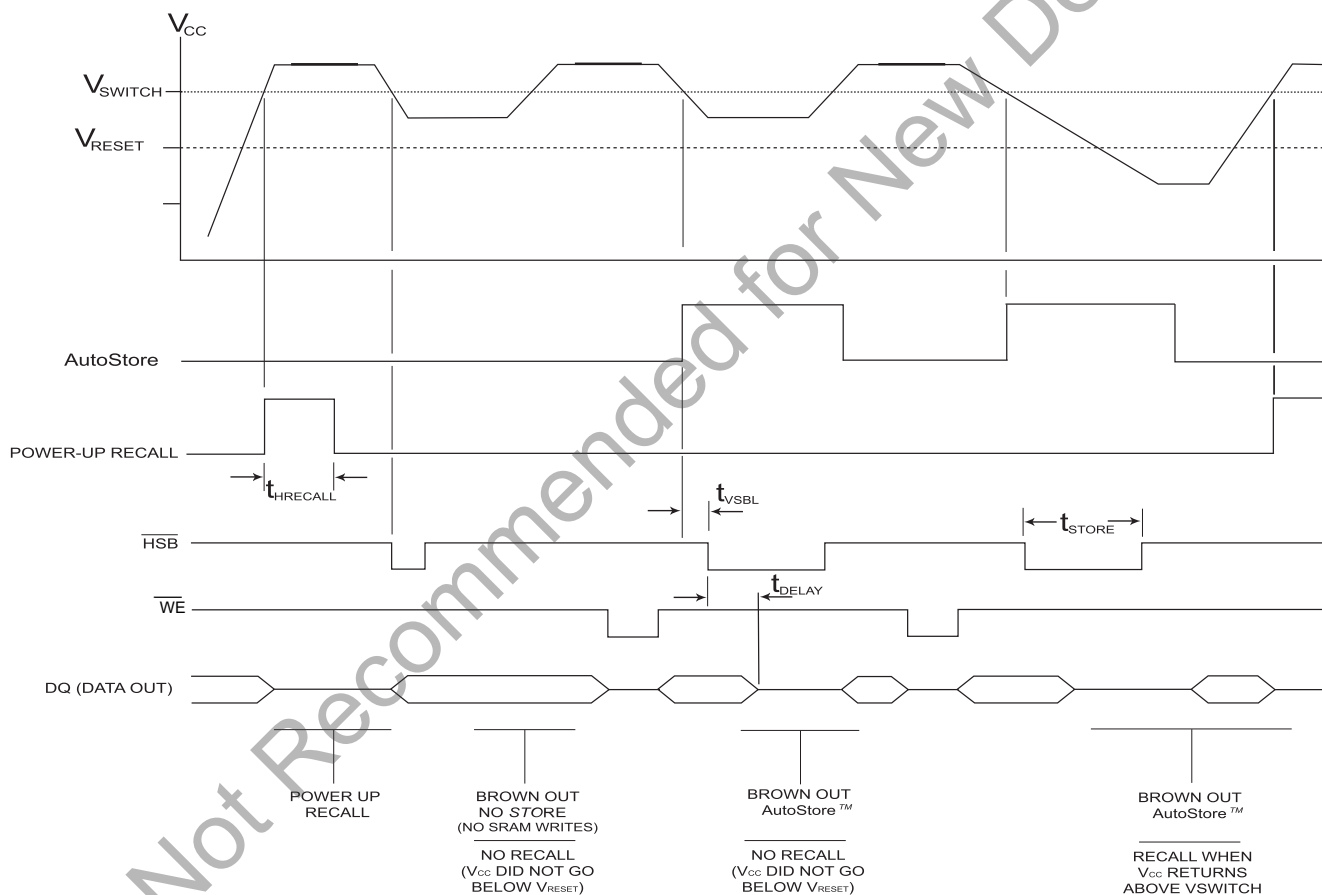 VCC
VSWITCH
VRESET
AutoStore
POWER-UP RECALL
tHRECALL
tVSBL
HSB
tSTORE
tDELAY
WE
DQ (DATA OUT)
POWER UP
RECALL
BROWN OUT
NO STORE
(NO SRAM WRITES)
NO RECALL
(VCC DID NOT GO
BELOW VRESET)
BROWN OUT
AutoStore™
NO RECALL
(VCC DID NOT GO
BELOW VRESET)
BROWN OUT
AutoStore™
RECALL WHEN
VCC RETURNS
ABOVE VSWITCH
Not Recommended for New De